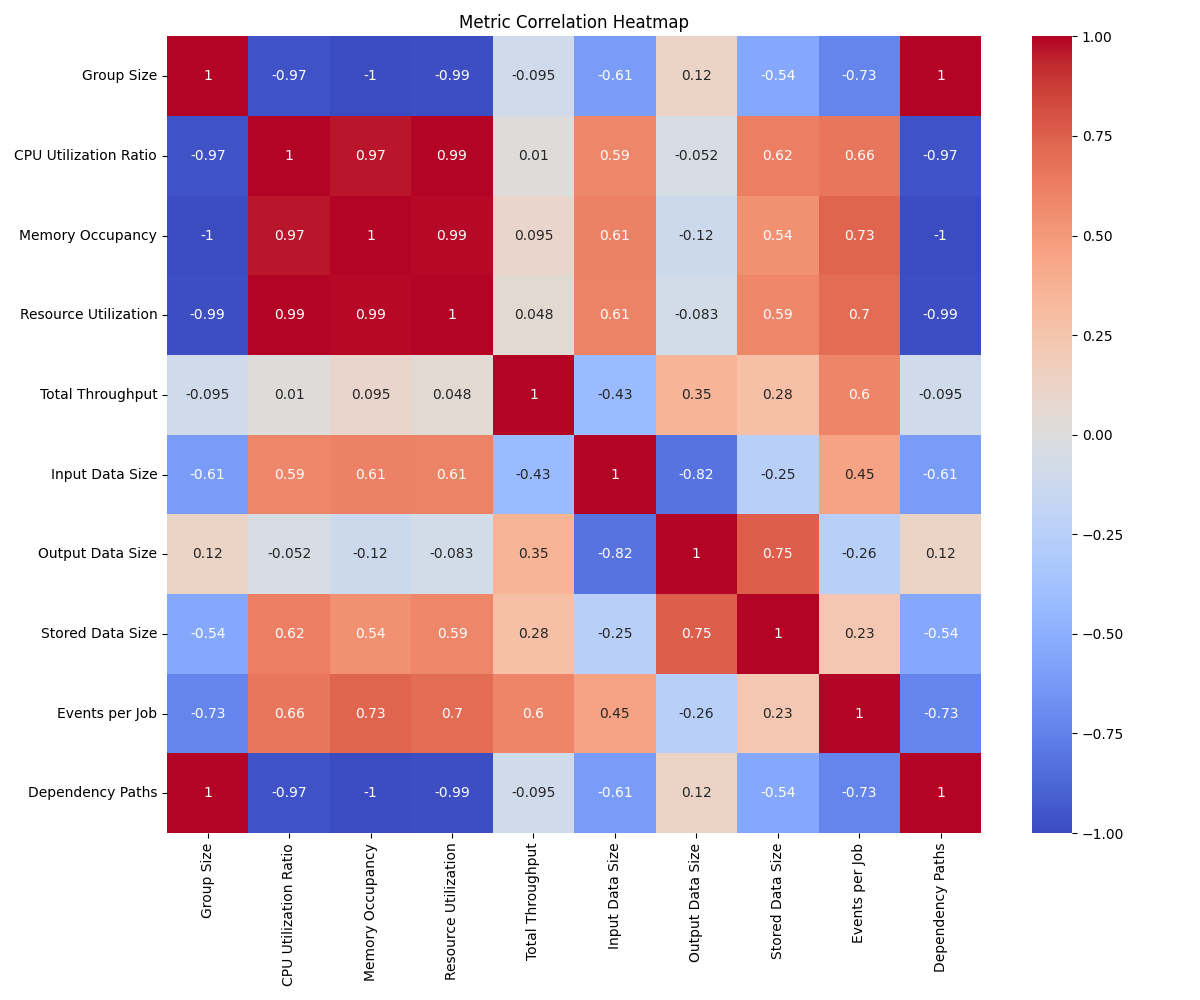 Metric Correlation Heatmap
Group Size 1 -0.97 -1 -0.99 -0.095 -0.61 0.12 -0.54 -0.73 1
CPU Utilization Ratio -0.97 1 0.97 0.99 0.01 0.59 -0.052 0.62 0.66 -0.97
Memory Occupancy -1 0.97 1 0.99 0.095 0.61 -0.12 0.54 0.73 -1
Resource Utilization -0.99 0.99 0.99 1 0.048 0.61 -0.083 0.59 0.7 -0.99
Total Throughput -0.095 0.01 0.095 0.048 1 -0.43 0.35 0.28 0.6 -0.095
Input Data Size -0.61 0.59 0.61 0.61 -0.43 1 -0.82 -0.25 0.45 -0.61
Output Data Size 0.12 -0.052 -0.12 -0.083 0.35 -0.82 1 0.75 -0.26 0.12
Stored Data Size -0.54 0.62 0.54 0.59 0.28 -0.25 0.75 1 0.23 -0.54
Events per Job -0.73 0.66 0.73 0.7 0.6 0.45 -0.26 0.23 1 -0.73
Dependency Paths 1 -0.97 -1 -0.99 -0.095 -0.61 0.12 -0.54 -0.73 1
Group Size
CPU Utilization Ratio
Memory Occupancy
Resource Utilization
Total Throughput
Input Data Size
Output Data Size
Stored Data Size
Events per Job
Dependency Paths
1.00
0.75
0.50
0.25
0.00
−0.25
−0.50
−0.75
−1.00